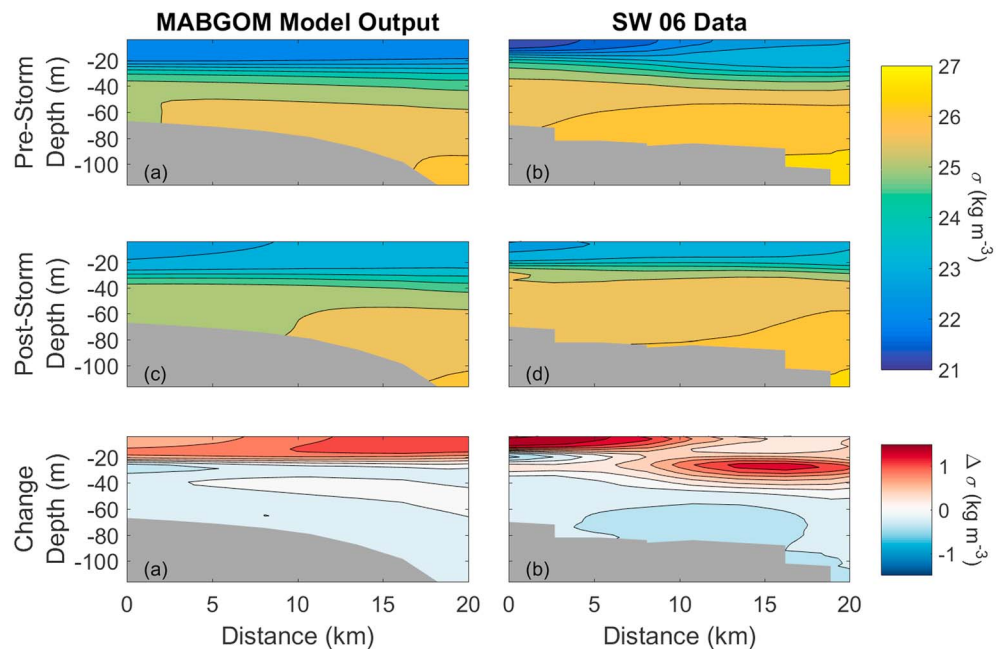 MABGOM Model Output
SW 06 Data
Pre-Storm
Depth (m)
-20
-40
-60
-80
-100
(a)
(b)
27
26
25
24
23
22
21
σ (kg m-3)
Post-Storm
Depth (m)
-20
-40
-60
-80
-100
(c)
(d)
Change
Depth (m)
-20
-40
-60
-80
-100
(a)
(b)
1
0
-1
Δ σ (kg m-3)
0 5 10 15 20
0 5 10 15 20
Distance (km)
Distance (km)